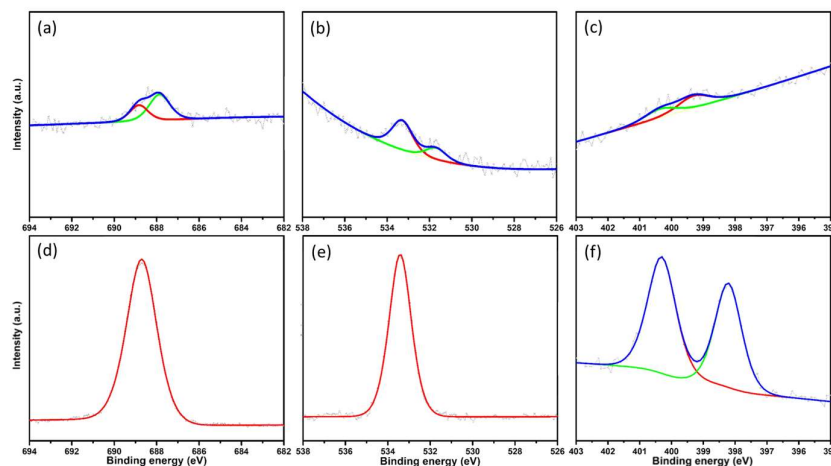 (a)
(b)
(c)
Intensity (a.u.)
694 692 690 688 686 684 682
538 536 534 532 530 528 526
403 402 401 400 399 398 397
(d)
(e)
(f)
Intensity (a.u.)
694 692 690 688 686 684 682
538 536 534 532 530 528 526
403 402 401 400 399 398 397
Binding energy (eV)
Binding energy (eV)
Binding energy (eV)